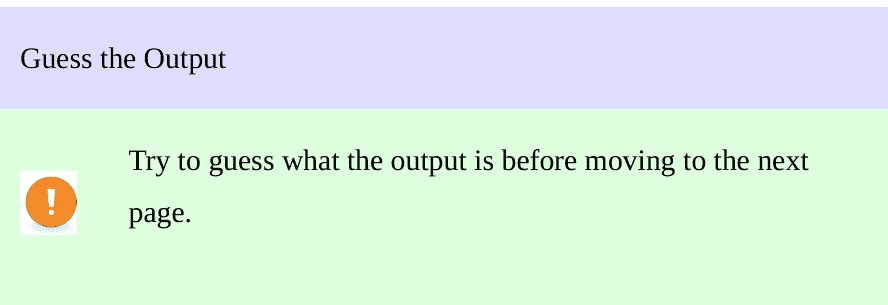 Guess the Output
Try to guess what the output is before moving to the next
page.